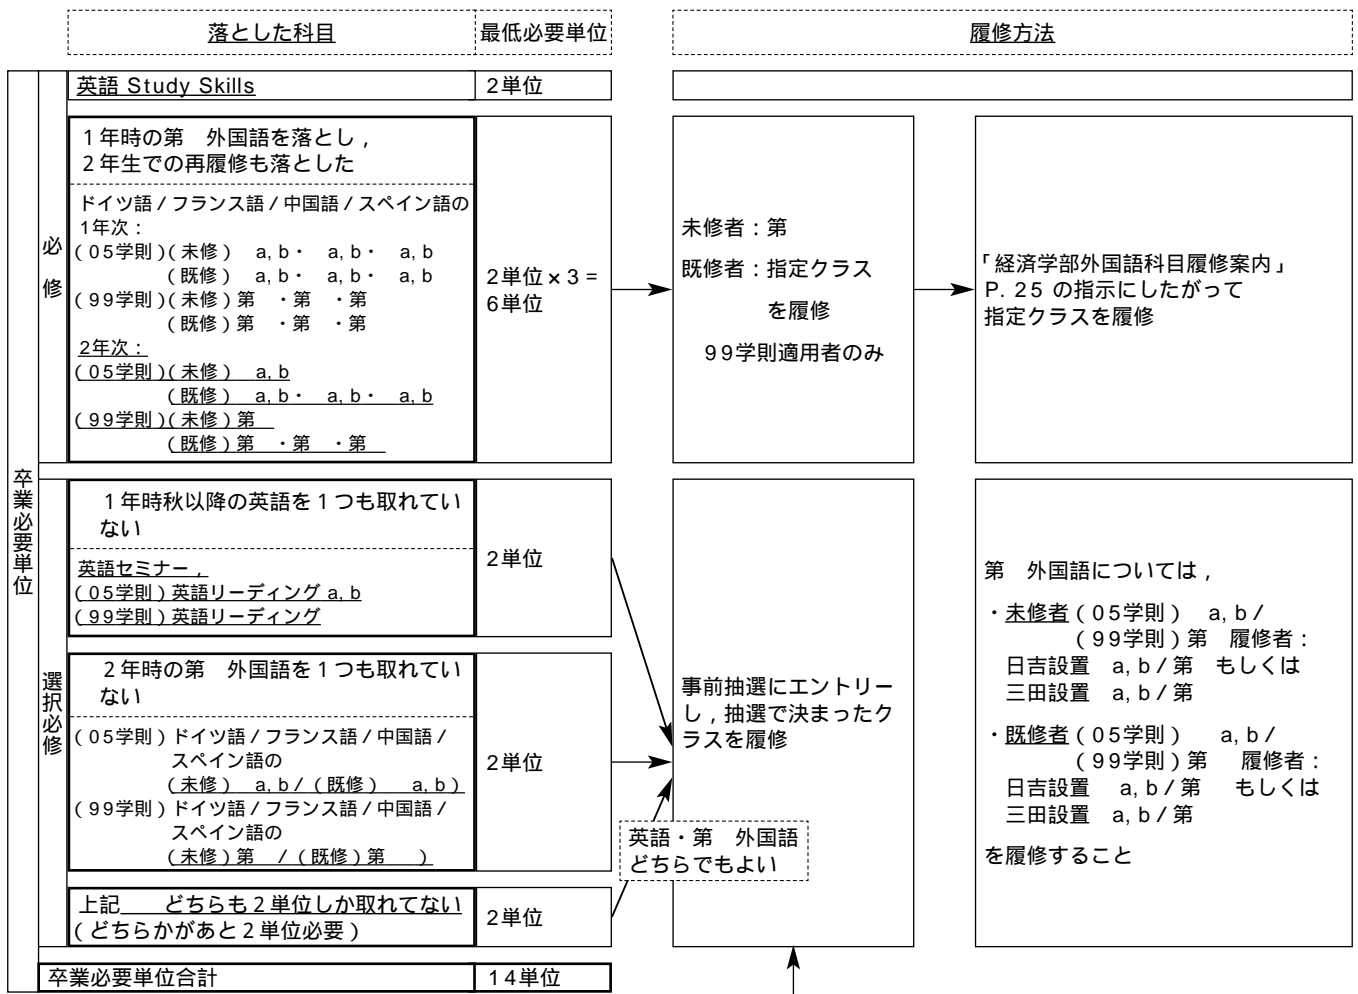 落とした科目
最低必要単位
履修方法
卒業必要単位
必修
英語 Study Skills
2単位
1年時の第　外国語を落とし，
2年生での再履修も落とした
ドイツ語／フランス語／中国語／スペイン語の
1年次：
（05学則）（未修）　a, b・　a, b・　a, b
（既修）　a, b・　a, b・　a, b
（99学則）（未修）第　・第　・第
（既修）第　・第　・第
2年次：
（05学則）（未修）　a, b
（既修）　a, b・　a, b・　a, b
（99学則）（未修）第
（既修）第　・第　・第
2単位×3＝
6単位
未修者：第
既修者：指定クラス
を履修
99学則適用者のみ
「経済学部外国語科目履修案内」
P. 25 の指示にしたがって
指定クラスを履修
選択必修
1年時秋以降の英語を1つも取れてい
ない
英語セミナー，
（05学則）英語リーディング a, b
（99学則）英語リーディング
2単位
2年時の第　外国語を1つも取れてい
ない
（05学則）ドイツ語／フランス語／中国語／
スペイン語の
（未修）　a, b／（既修）　a, b）
（99学則）ドイツ語／フランス語／中国語／
スペイン語の
（未修）第　／（既修）第　）
2単位
上記　　どちらも2単位しか取れてない
（どちらかがあと2単位必要）
2単位
英語・第　外国語
どちらでもよい
事前抽選にエントリー
し，抽選で決まったク
ラスを履修
第　外国語については，
・未修者（05学則）　a, b／
（99学則）第　履修者：
日吉設置　a, b／第　もしくは
三田設置　a, b／第
・既修者（05学則）　a, b／
（99学則）第　履修者：
日吉設置　a, b／第　もしくは
三田設置　a, b／第
を履修すること
卒業必要単位合計
14単位